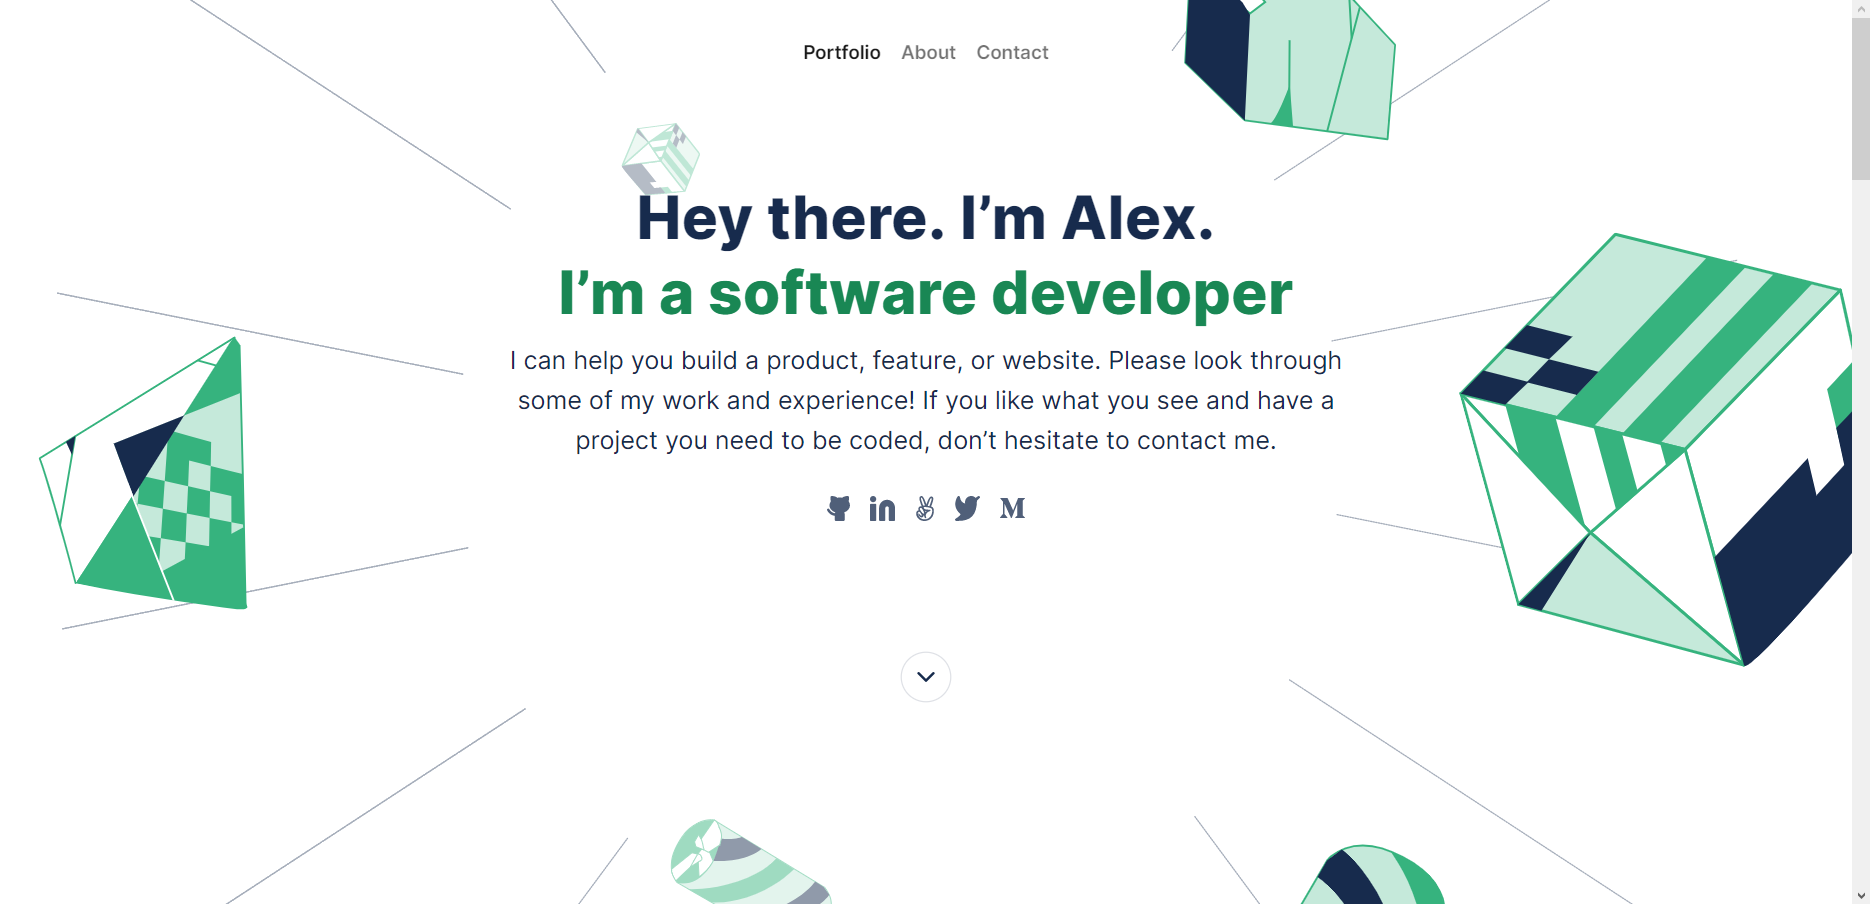 Portfolio About Contact
Hey there. I’m Alex.
I’m a software developer
I can help you build a product, feature, or website. Please look through
some of my work and experience! If you like what you see and have a
project you need to be coded, don’t hesitate to contact me.